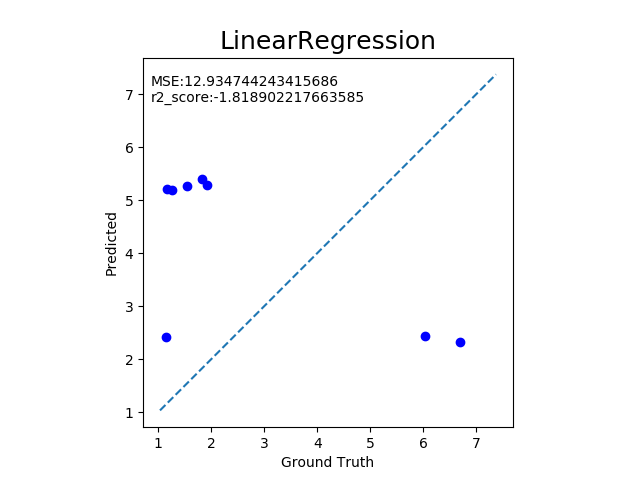 LinearRegression
MSE:12.934744243415686
r2_score:-1.818902217663585
7
6
5
4
3
2
1
Predicted
1 2 3 4 5 6 7
Ground Truth